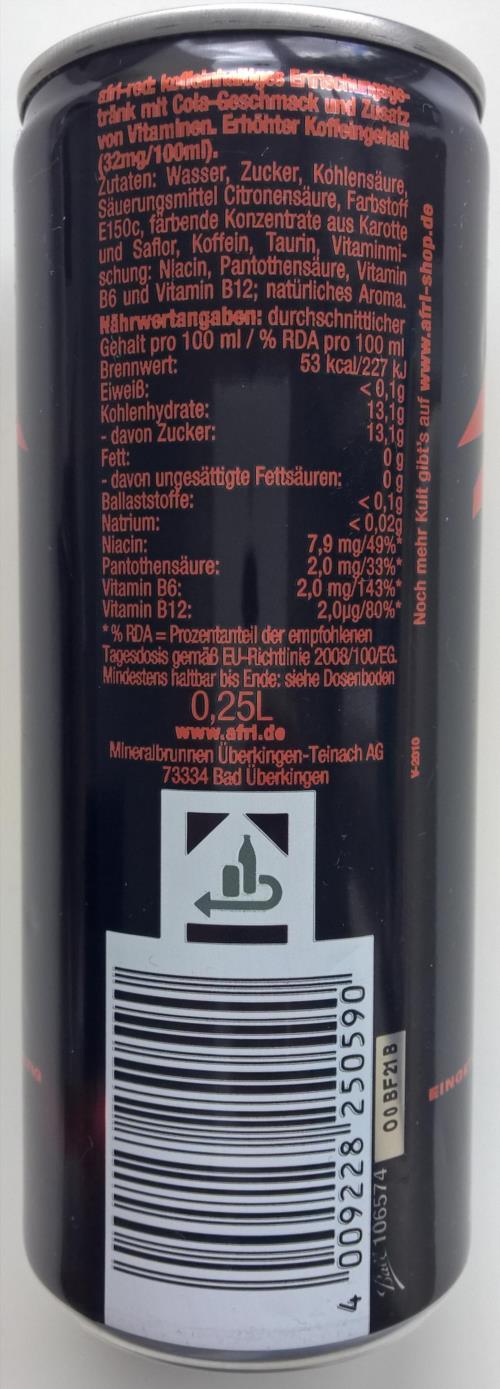 afri-red: koffeinhaltiges Erfrischungsge-
tränk mit Cola-Geschmack und Zusatz
von Vitaminen. Erhöhter Koffeingehalt
(32mg/100ml).
Zutaten: Wasser, Zucker, Kohlensäure,
Säuerungsmittel Citronensäure, Farbstoff
E150c, färbende Konzentrate aus Karotte
und Saflor, Koffein, Taurin, Vitaminmi-
schung: Niacin, Pantothensäure, Vitamin
B6 und Vitamin B12; natürliches Aroma.
Nährwertangaben: durchschnittlicher
Gehalt pro 100 ml / % RDA pro 100 ml
Brennwert: 53 kcal/227 kJ
Eiweiß: <0,1g
Kohlenhydrate: 13,1g
- davon Zucker: 13,1g
Fett: 0 g
- davon ungesättigte Fettsäuren: 0 g
Ballaststoffe: <0,1g
Natrium: <0,02g
Niacin: 7,9 mg/49%*
Pantothensäure: 2,0 mg/33%*
Vitamin B6: 2,0 mg/143%*
Vitamin B12: 2,0µg/80%*
* % RDA = Prozentanteil der empfohlenen
Tagesdosis gemäß EU-Richtlinie 2008/100/EG.
Mindestens haltbar bis Ende: siehe Dosenboden
0,25L
www.afri.de
Mineralbrunnen Überkingen-Teinach AG
73334 Bad Überkingen
Noch mehr Kult gibt's auf www.afri-shop.de
V-2010
4 009228 250590
00BF21B
Ball 106574